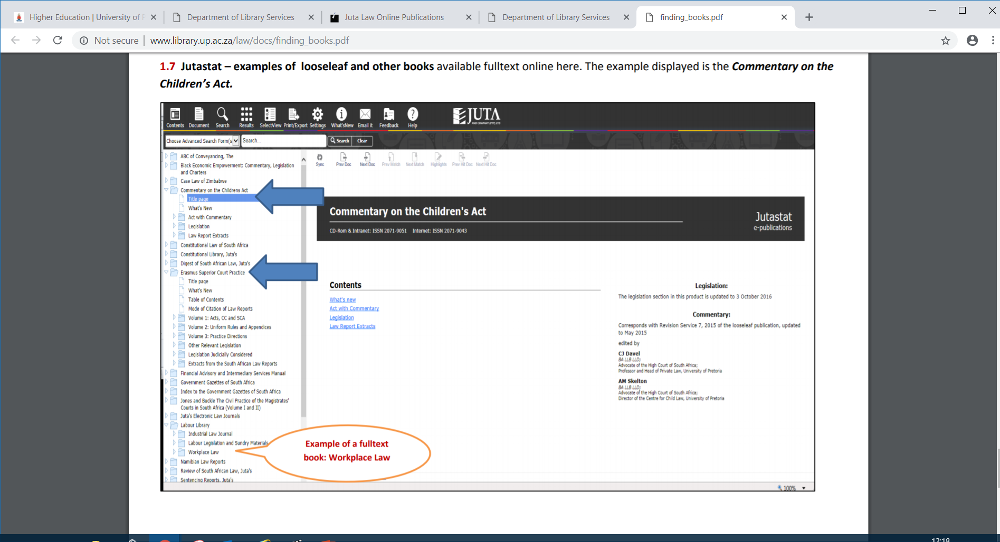 Higher Education | University of P
Department of Library Services
Juta Law Online Publications
Department of Library Services
finding_books.pdf
Not secure | www.library.up.ac.za/law/docs/finding_books.pdf
1.7 Jutastat – examples of looseleaf and other books available fulltext online here. The example displayed is the Commentary on the
Children's Act.
Contents Document Search Results SelectView Print/Export Settings What'sNew Email it Feedback Help
JUTA
AND COMPANY (PTY) LTD
Choose Advanced Search Form(s Search... Search Clear
ABC of Conveyancing, The
Black Economic Empowerment: Commentary, Legislation
and Charters
Case Law of Zimbabwe
Commentary on the Childrens Act
Title page
What's New
Act with Commentary
Legislation
Law Report Extracts
Constitutional Law of South Africa
Constitutional Library, Juta's
Digest of South African Law, Juta's
Erasmus Superior Court Practice
Title page
What's New
Table of Contents
Mode of Citation of Law Reports
Volume 1: Acts, CC and SCA
Volume 2: Uniform Rules and Appendices
Volume 3: Practice Directions
Other Relevant Legislation
Legislation Judicially Considered
Extracts from the South African Law Reports
Financial Advisory and Intermediary Services Manual
Government Gazettes of South Africa
Index to the Government Gazettes of South Africa
Jones and Buckle The Civil Practice of the Magistrates'
Courts in South Africa (Volume I and II)
Juta's Electronic Law Journals
Labour Library
Industrial Law Journal
Labour Legislation and Sundry Materials
Workplace Law
Namibian Law Reports
Review of South African Law, Juta's
Sentencing Reports, Juta's
Sync Prev Doc Next Doc Prev Match Next Match Highlights Prev Hit Doc Next Hit Doc
Commentary on the Children's Act
CD-Rom & Intranet: ISSN 2071-9051 Internet: ISSN 2071-9043
Jutastat
e-publications
Contents
What's new
Act with Commentary
Legislation
Law Report Extracts
Legislation:
The legislation section in this product is updated to 3 October 2016
Commentary:
Corresponds with Revision Service 7, 2015 of the looseleaf publication, updated
to May 2015
edited by
CJ Davel
BA LLB LLD;
Advocate of the High Court of South Africa;
Professor and Head of Private Law, University of Pretoria
AM Skelton
BA LLB LLD;
Advocate of the High Court of South Africa;
Director of the Centre for Child Law, University of Pretoria
Example of a fulltext
book: Workplace Law
100%
12:18